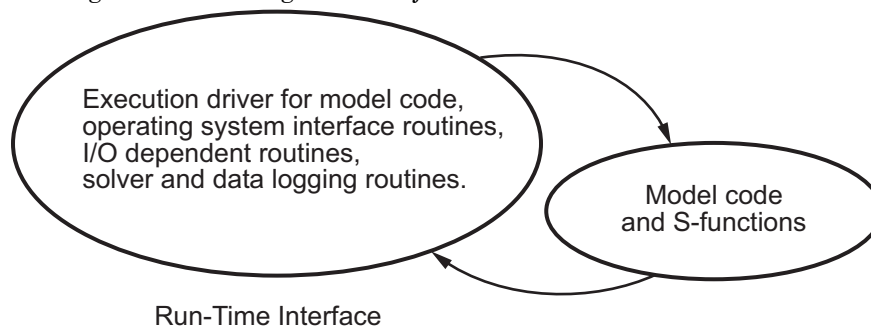 Execution driver for model code,
operating system interface routines,
I/O dependent routines,
solver and data logging routines.
Model code
and S-functions
Run-Time Interface